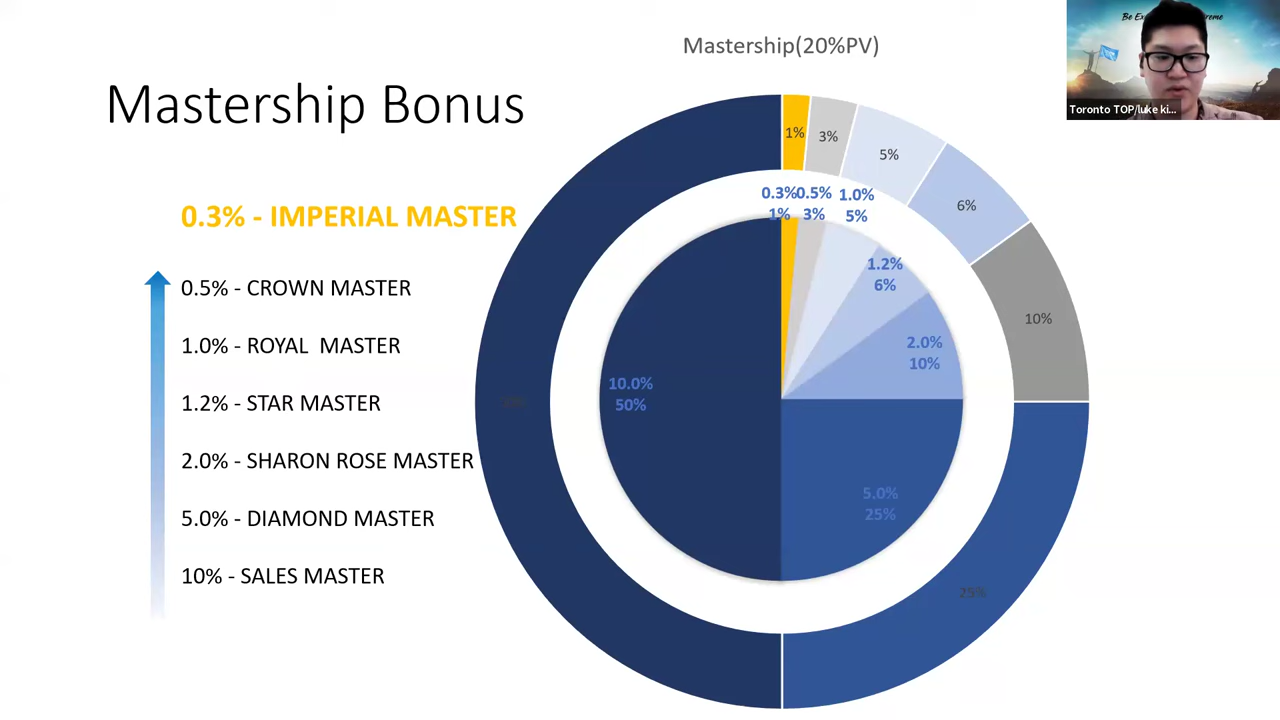 Mastership(20%PV)
Mastership Bonus
0.3% - IMPERIAL MASTER
0.5% - CROWN MASTER
1.0% - ROYAL  MASTER
1.2% - STAR MASTER
2.0% - SHARON ROSE MASTER
5.0% - DIAMOND MASTER
10% - SALES MASTER
1%
3%
5%
6%
10%
25%
0.3%
1%
0.5%
3%
1.0%
5%
1.2%
6%
2.0%
10%
5.0%
25%
10.0%
50%
Be
Toronto TOP/luke ki...